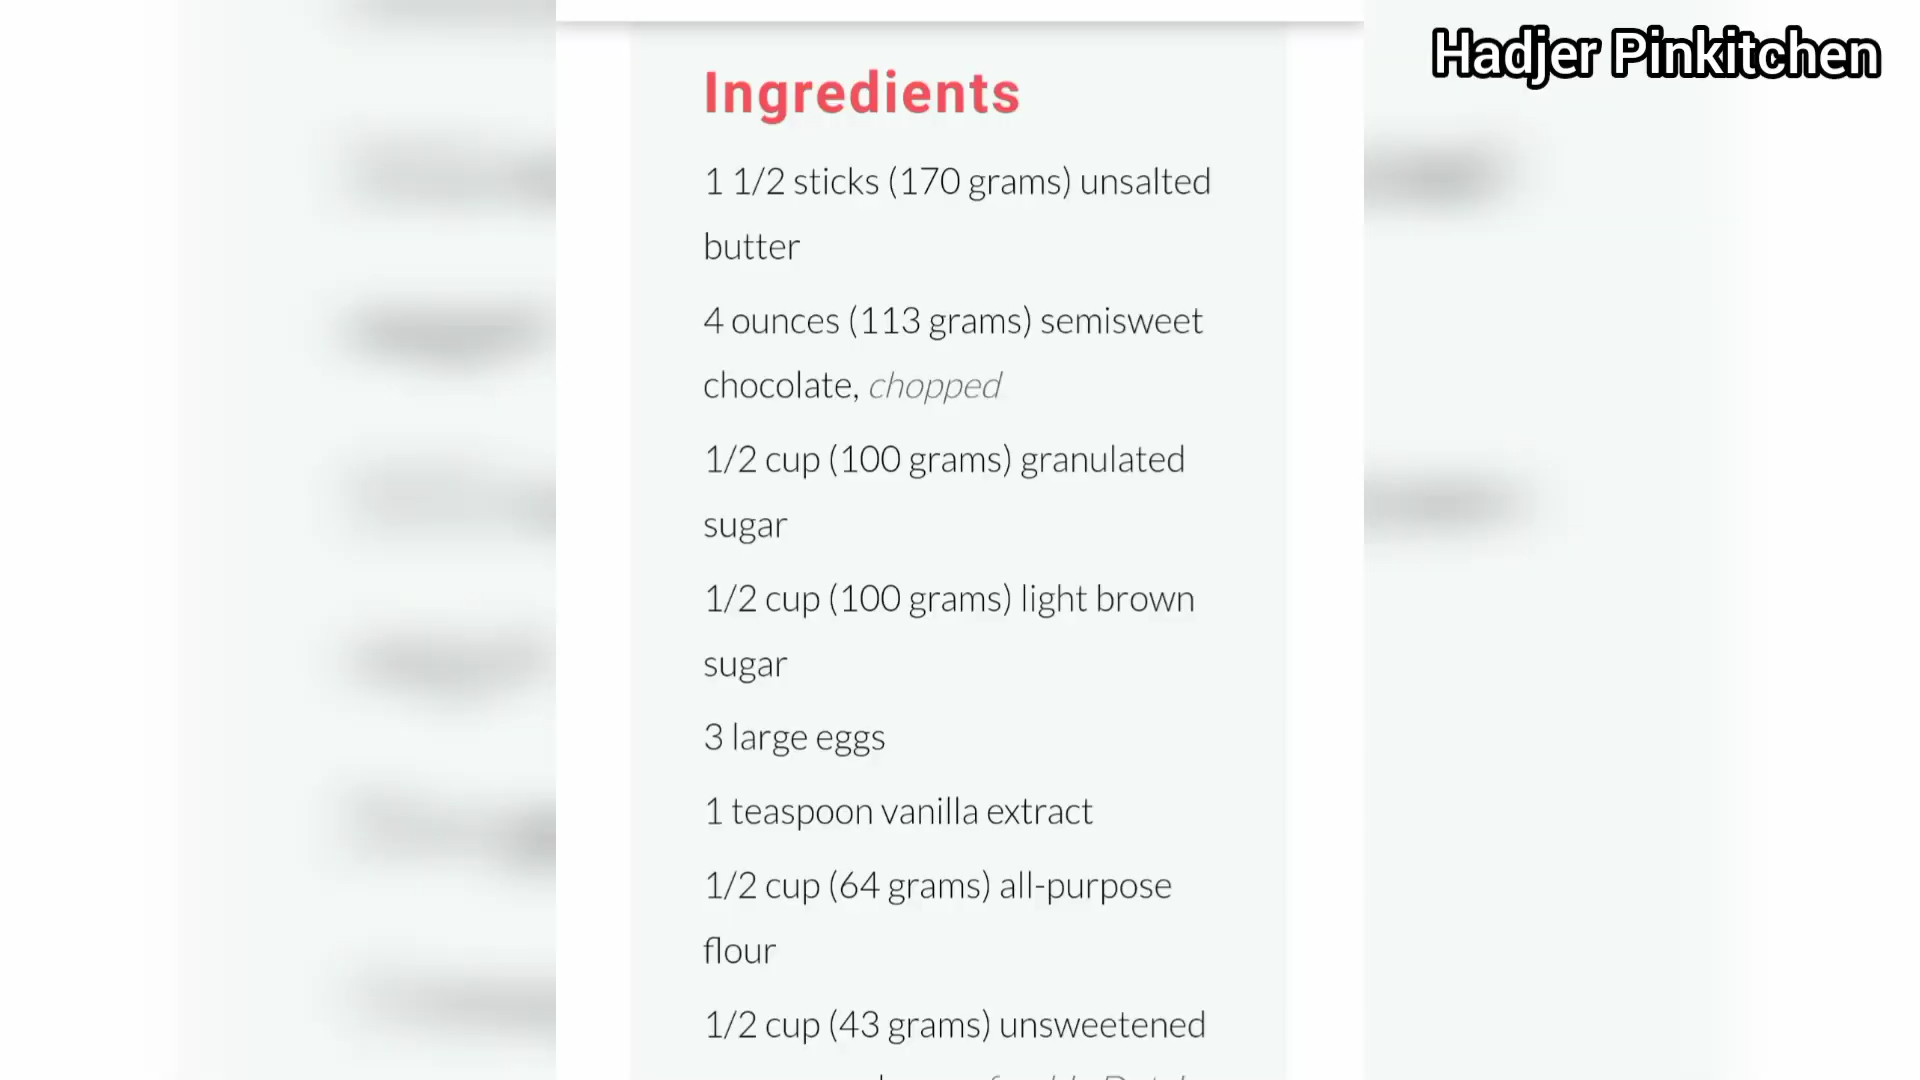 Hadjer Pinkitchen
Ingredients
1 1/2 sticks (170 grams) unsalted
butter
4 ounces (113 grams) semisweet
chocolate, chopped
1/2 cup (100 grams) granulated
sugar
1/2 cup (100 grams) light brown
sugar
3 large eggs
1 teaspoon vanilla extract
1/2 cup (64 grams) all-purpose
flour
1/2 cup (43 grams) unsweetened